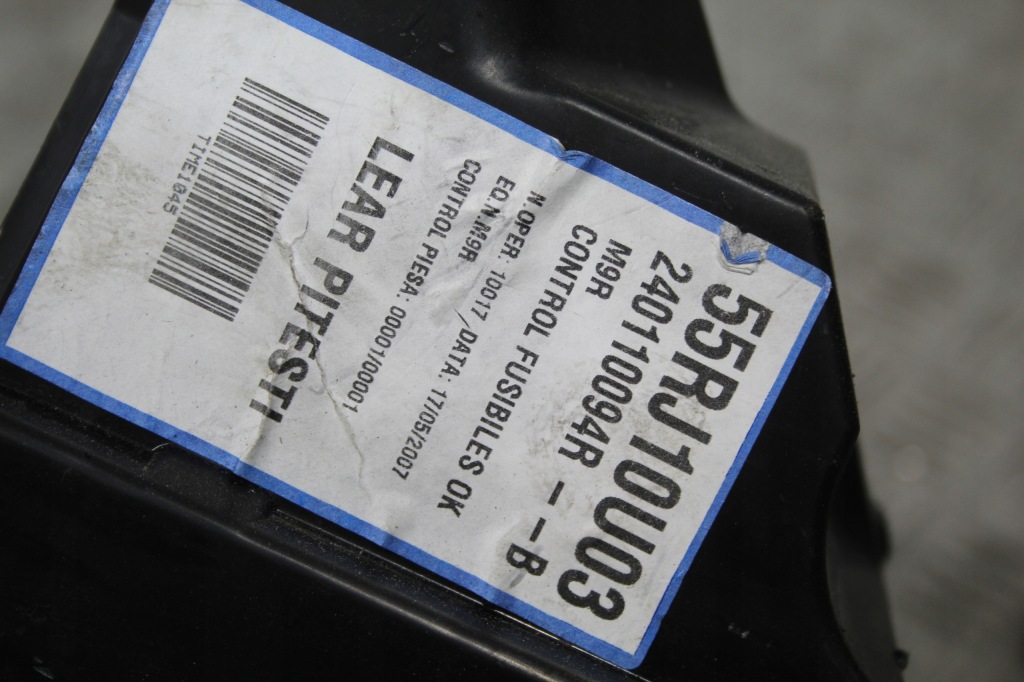 55RJ10U03
240110094R - - B
M9R
CONTROL FUSIBILES OK
N.OPER: 10017 / DATA: 17/05/2007
EQ.N.M9R
CONTROL PIESA: 00001/00001
LEAR PITESTI
TIME1045